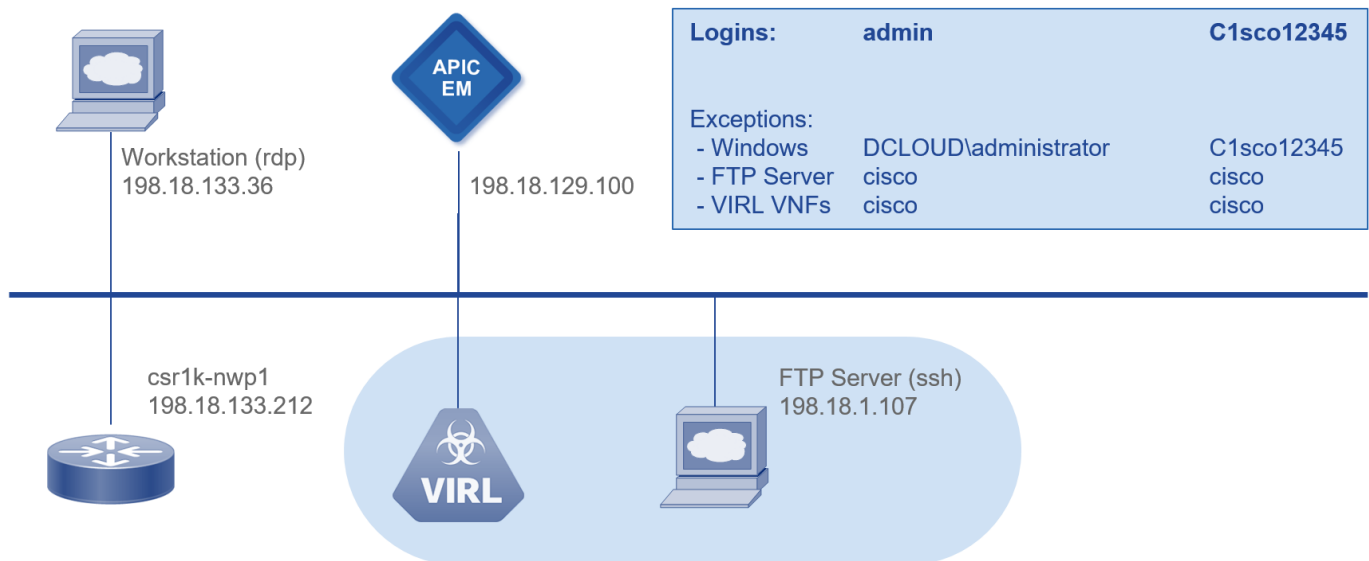 APIC
EM
Workstation (rdp)
198.18.133.36
198.18.129.100
Logins: admin C1sco12345
Exceptions:
- Windows DCLOUD\administrator C1sco12345
- FTP Server cisco cisco
- VIRL VNFs cisco cisco
csr1k-nwp1
198.18.133.212
VIRL
FTP Server (ssh)
198.18.1.107